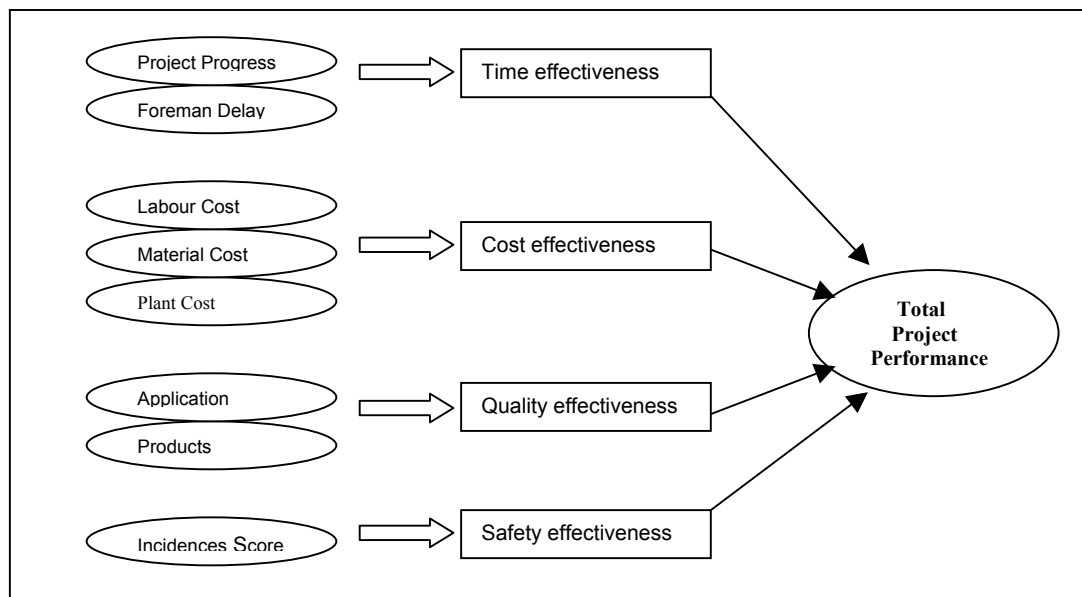 Project Progress
Foreman Delay
Time effectiveness
Labour Cost
Material Cost
Plant Cost
Cost effectiveness
Total
Project
Performance
Application
Products
Quality effectiveness
Incidences Score
Safety effectiveness